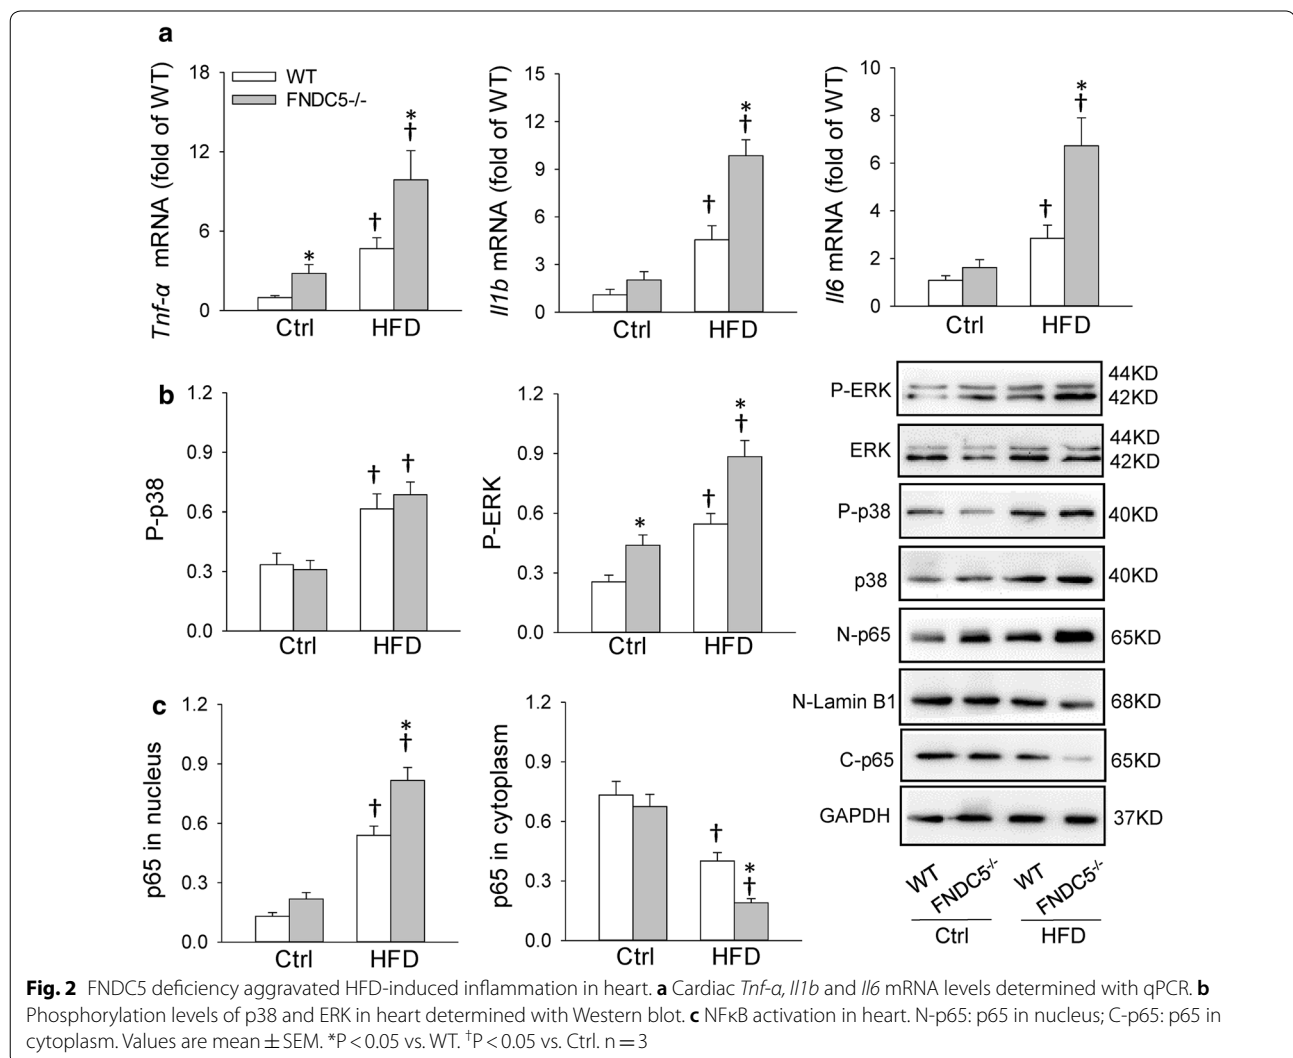 a
18
12
6
0
Tnf-α mRNA (fold of WT)
WT
FNDC5-/-
*
†
*
†
Ctrl
HFD
15
12
9
6
3
0
Il1b mRNA (fold of WT)
†
*
†
Ctrl
HFD
10
8
6
4
2
0
Il6 mRNA (fold of WT)
†
*
†
Ctrl
HFD
b
1.2
0.9
0.6
0.3
0.0
P-p38
†
†
Ctrl
HFD
1.2
0.9
0.6
0.3
0.0
P-ERK
*
†
*
†
Ctrl
HFD
P-ERK
44KD
42KD
ERK
44KD
42KD
P-p38
40KD
p38
40KD
N-p65
65KD
N-Lamin B1
68KD
C-p65
65KD
GAPDH
37KD
WT
FNDC5-/-
WT
FNDC5-/-
Ctrl
HFD
c
1.2
0.9
0.6
0.3
0.0
p65 in nucleus
†
*
†
Ctrl
HFD
1.2
0.9
0.6
0.3
0.0
p65 in cytoplasm
†
*
†
Ctrl
HFD
Fig. 2 FNDC5 deficiency aggravated HFD-induced inflammation in heart. a Cardiac Tnf-α, Il1b and Il6 mRNA levels determined with qPCR. b
Phosphorylation levels of p38 and ERK in heart determined with Western blot. c NFκB activation in heart. N-p65: p65 in nucleus; C-p65: p65 in
cytoplasm. Values are mean ± SEM. *P < 0.05 vs. WT. †P < 0.05 vs. Ctrl. n = 3